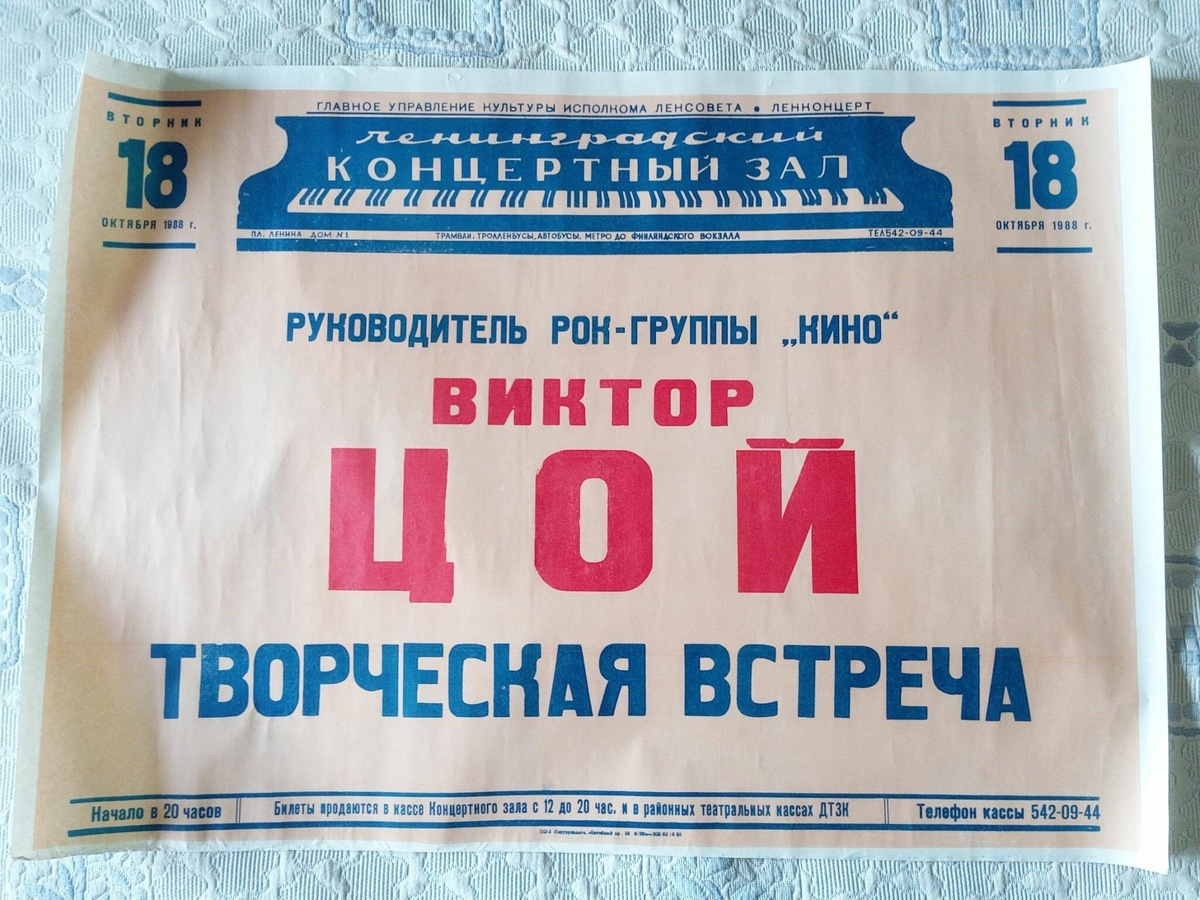 ГЛАВНОЕ УПРАВЛЕНИЕ КУЛЬТУРЫ ИСПОЛКОМА ЛЕНСОВЕТА • ЛЕНКОНЦЕРТ
ВТОРНИК
18
ОКТЯБРЯ 1988 г.
ленинградский
КОНЦЕРТНЫЙ ЗАЛ
ПЛ. ЛЕНИНА ДОМ №1 ТРАМВАИ, ТРОЛЛЕЙБУСЫ, АВТОБУСЫ, МЕТРО ДО ФИНЛЯНДСКОГО ВОКЗАЛА ТЕЛ 542-09-44
ВТОРНИК
18
ОКТЯБРЯ 1988 г.
РУКОВОДИТЕЛЬ РОК-ГРУППЫ „КИНО“
ВИКТОР
ЦОЙ
ТВОРЧЕСКАЯ ВСТРЕЧА
Начало в 20 часов Билеты продаются в кассе Концертного зала с 12 до 20 час. и в районных театральных кассах ДТЗК Телефон кассы 542-09-44